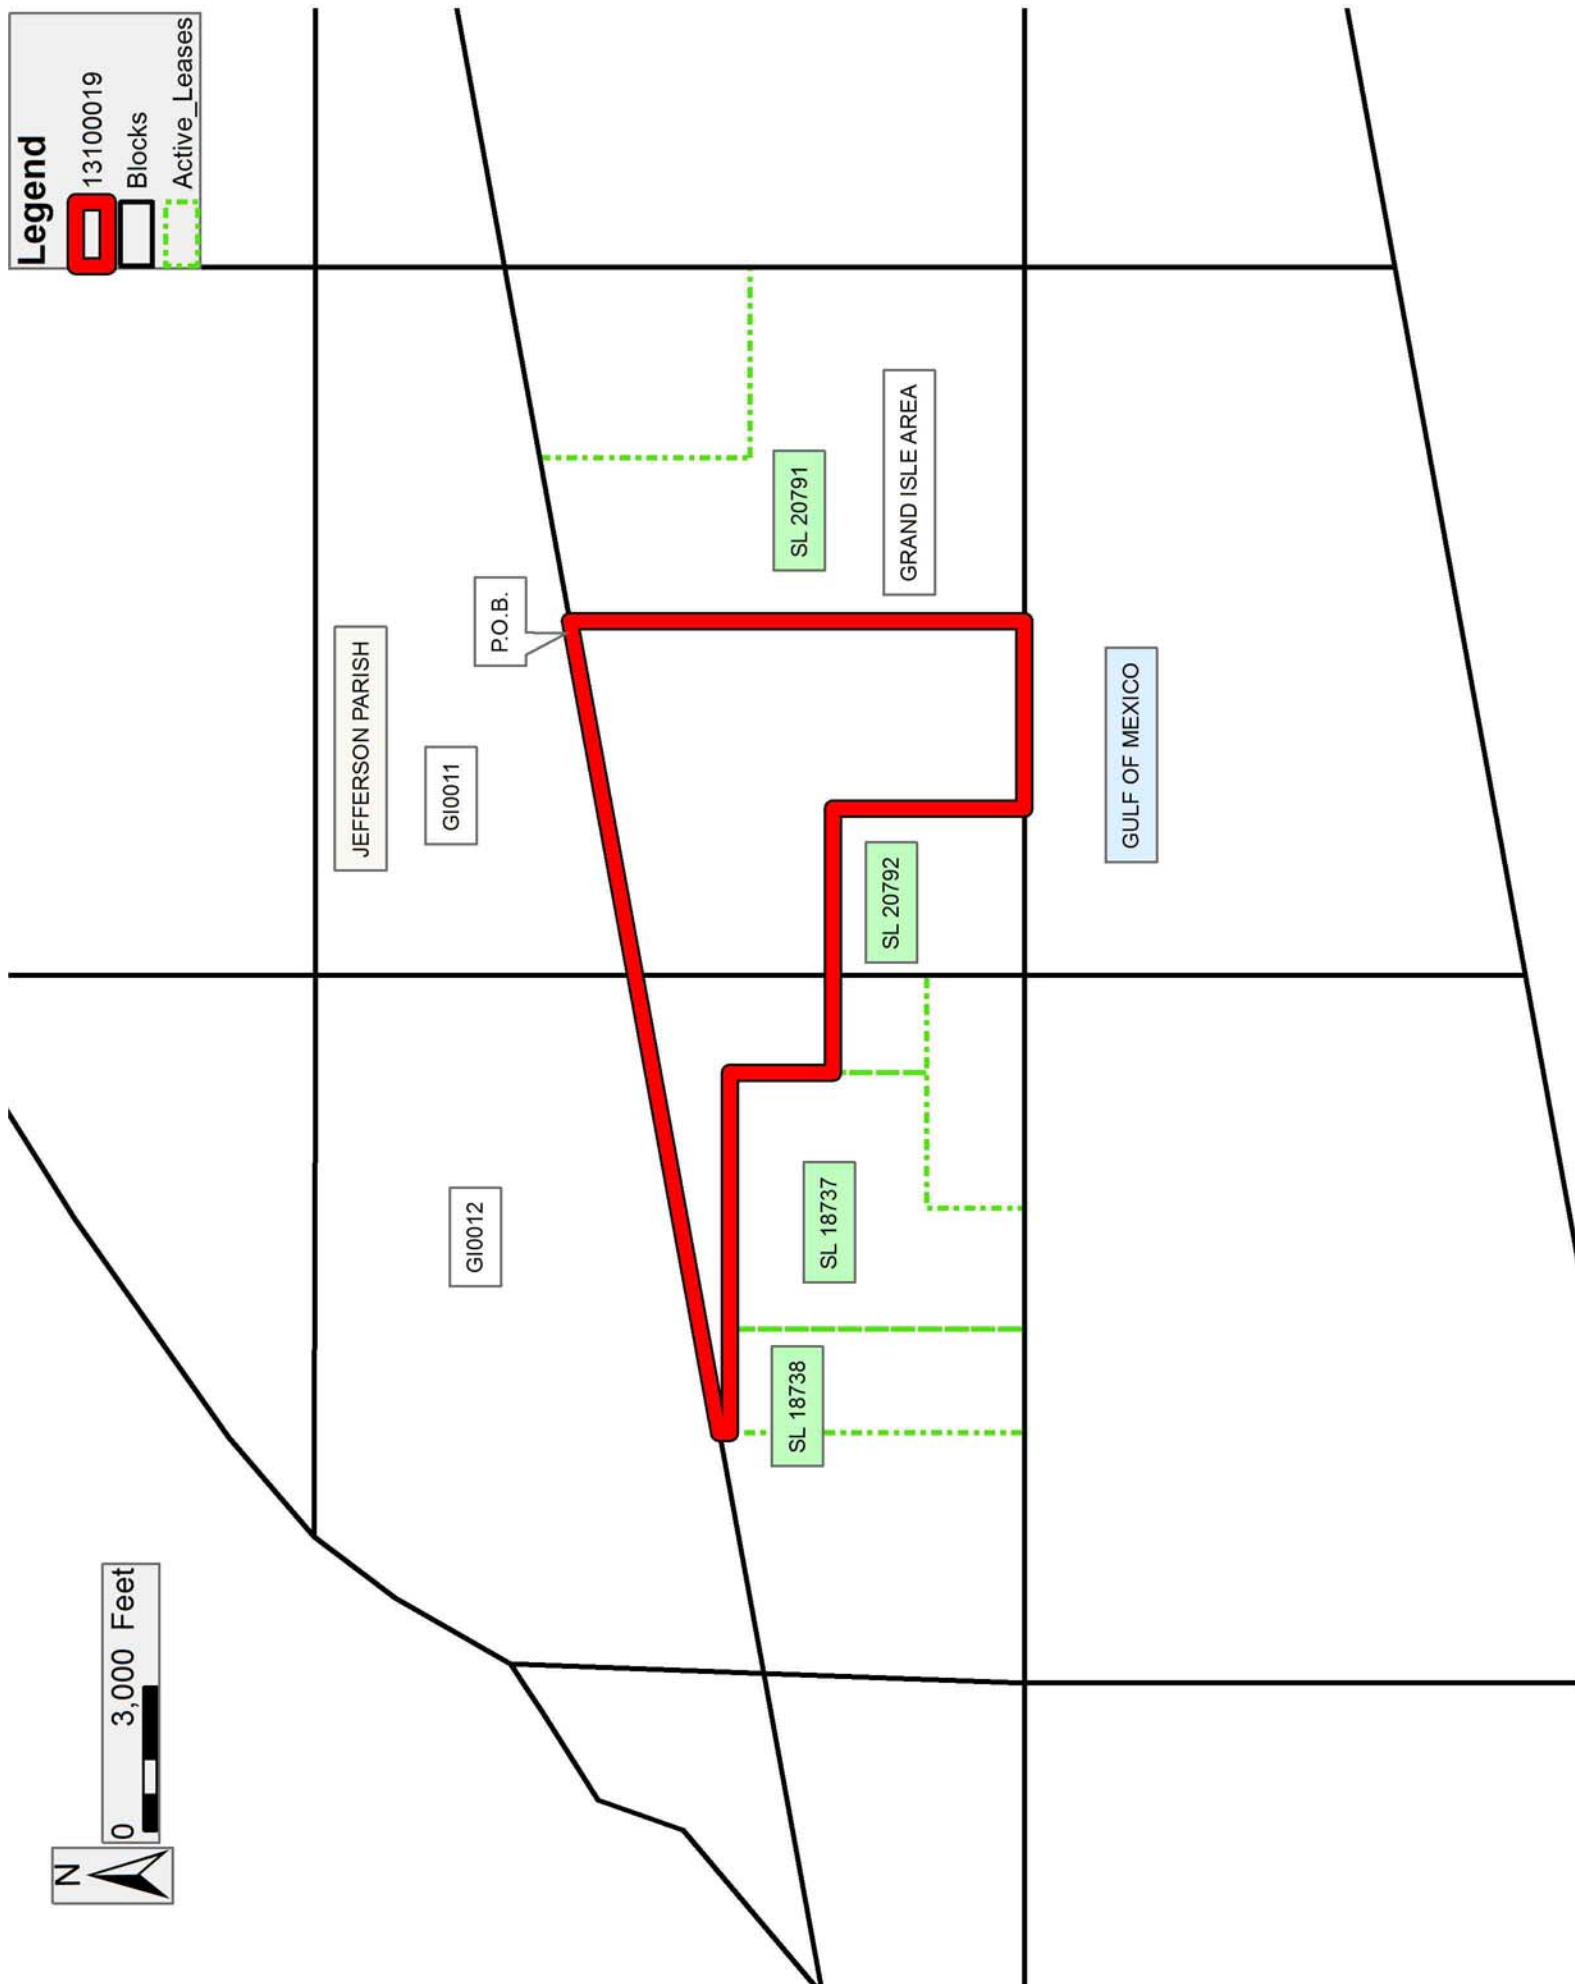 Legend
13100019
Blocks
Active_Leases
JEFFERSON PARISH
P.O.B.
GI0011
GI0012
SL 20791
GRAND ISLE AREA
SL 20792
SL 18737
SL 18738
GULF OF MEXICO
N
0 3,000 Feet